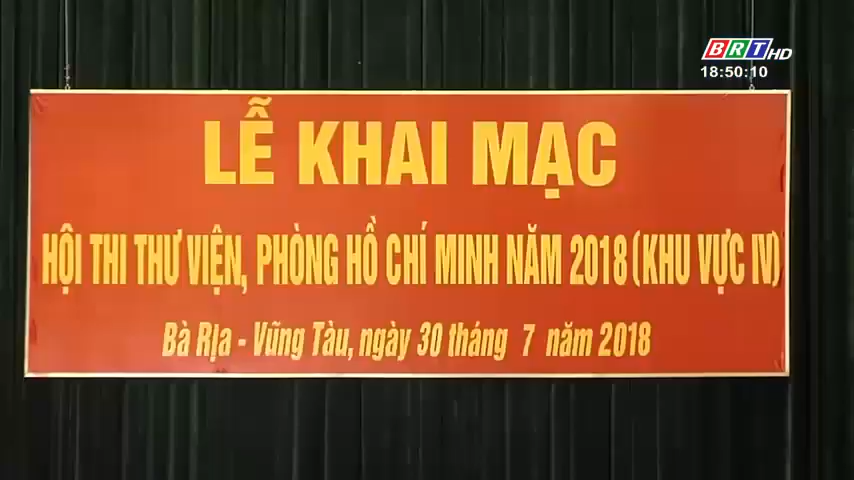 BRT HD
18:50:10
LỄ KHAI MẠC
HỘI THI THƯ VIỆN, PHÒNG HỒ CHÍ MINH NĂM 2018 (KHU VỰC IV)
Bà Rịa - Vũng Tàu, ngày 30 tháng 7 năm 2018